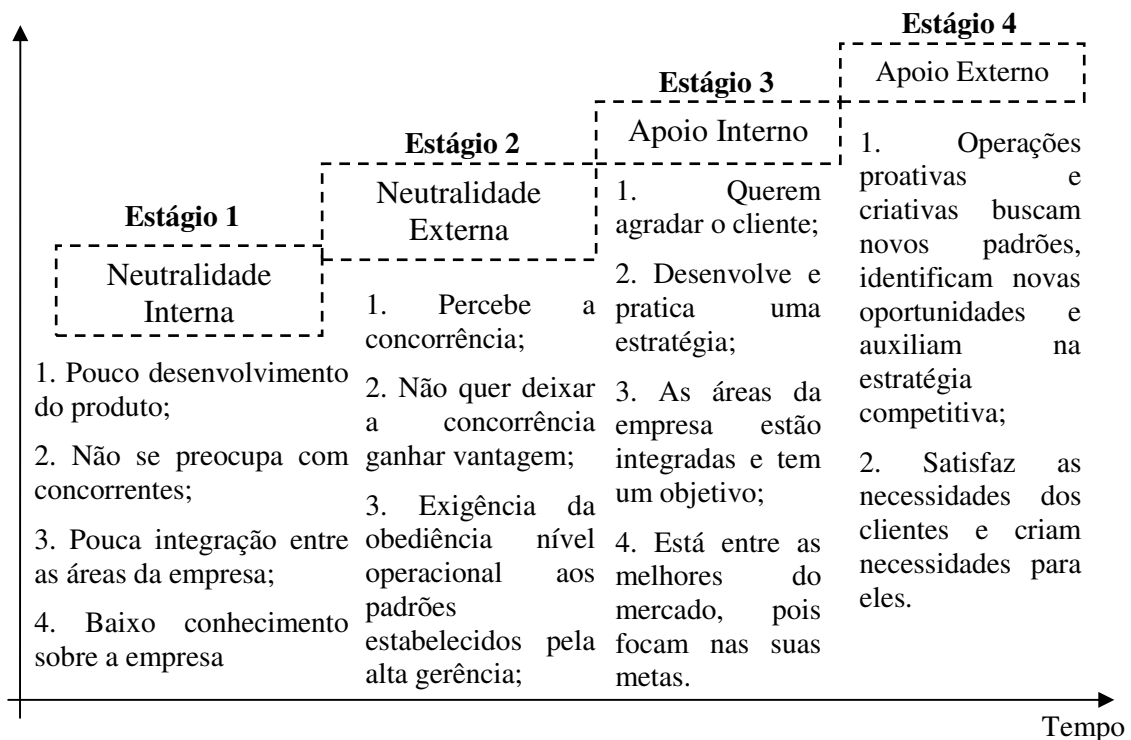 Estágio 1
Neutralidade
Interna
1. Pouco desenvolvimento
do produto;
2. Não se preocupa com
concorrentes;
3. Pouca integração entre
as áreas da empresa;
4. Baixo conhecimento
sobre a empresa
Estágio 2
Neutralidade
Externa
1. Percebe a
concorrência;
2. Não quer deixar
a concorrência
ganhar vantagem;
3. Exigência da
obediência nível
operacional aos
padrões
estabelecidos pela
alta gerência;
Estágio 3
Apoio Interno
1. Querem
agradar o cliente;
2. Desenvolve e
pratica uma
estratégia;
3. As áreas da
empresa estão
integradas e tem
um objetivo;
4. Está entre as
melhores do
mercado, pois
focam nas suas
metas.
Estágio 4
Apoio Externo
1. Operações
proativas e
criativas buscam
novos padrões,
identificam novas
oportunidades e
auxiliam na
estratégia
competitiva;
2. Satisfaz as
necessidades dos
clientes e criam
necessidades para
eles.
Tempo